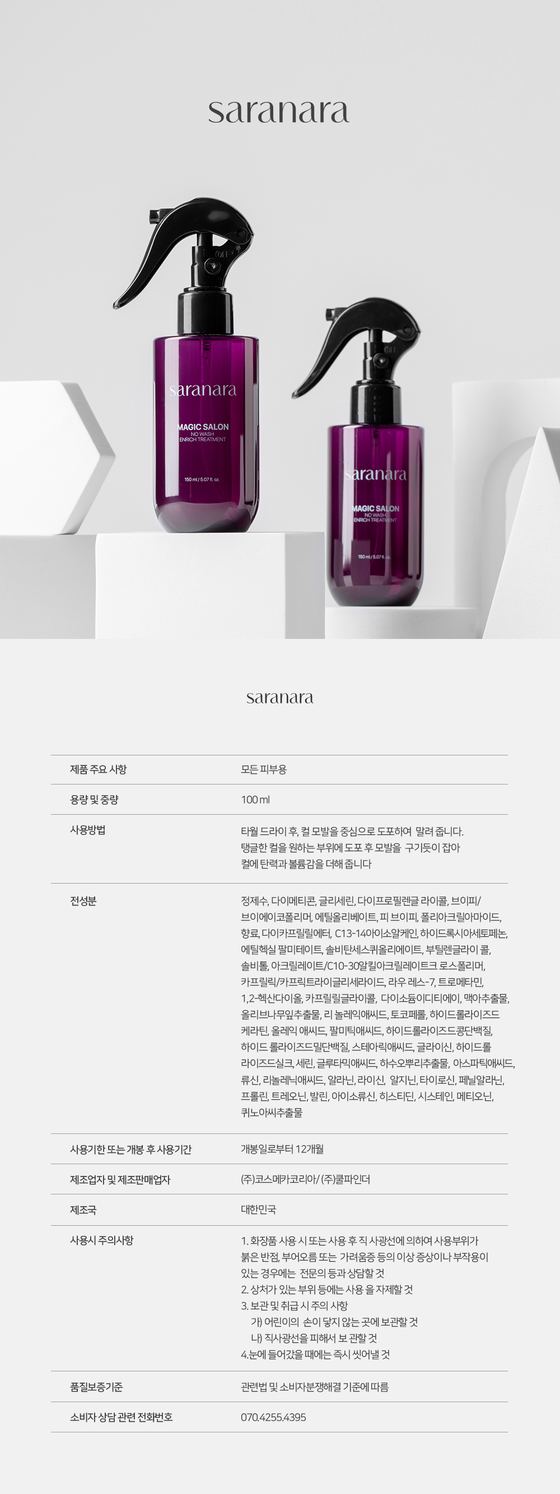 saranara
saranara
MAGIC SALON
NO WASH
ENRICH TREATMENT
150 ml / 5.07 fl. oz
saranara
MAGIC SALON
NO WASH
ENRICH TREATMENT
150 ml / 5.07 fl. oz
saranara
제품 주요 사항 모든 피부용
용량 및 중량 100 ml
사용방법 타월 드라이 후, 컬 모발을 중심으로 도포하여 말려 줍니다.
탱글한 컬을 원하는 부위에 도포 후 모발을 구기듯이 잡아
컬에 탄력과 볼륨감을 더해 줍니다
전성분 정제수, 다이메티콘, 글리세린, 다이프로필렌글 라이콜, 브이피/
브이에이코폴리머, 에틸올리베이트, 피 브이피, 폴리아크릴아마이드,
향료, 다이카프릴릴에터, C13-14아이소알케인, 하이드록시아세토페논,
에틸헥실 팔미테이트, 솔비탄세스퀴올리에이트, 부틸렌글라이 콜,
솔비톨, 아크릴레이트/C10-30알킬아크릴레이트크 로스폴리머,
카프릴릭/카프릭트라이글리세라이드, 라우 레스-7, 트로메타민,
1,2-헥산다이올, 카프릴릴글라이콜, 다이소듐이디티에이, 맥아추출물,
올리브나무잎추출물, 리 놀레익애씨드, 토코페롤, 하이드롤라이즈드
케라틴, 올레익 애씨드, 팔미틱애씨드, 하이드롤라이즈드콩단백질,
하이드 롤라이즈드밀단백질, 스테아릭애씨드, 글라이신, 하이드롤
라이즈드실크, 세린, 글루타믹애씨드, 하수오뿌리추출물, 아스파틱애씨드,
류신, 리놀레닉애씨드, 알라닌, 라이신, 알지닌, 타이로신, 페닐알라닌,
프롤린, 트레오닌, 발린, 아이소류신, 히스티딘, 시스테인, 메티오닌,
퀴노아씨추출물
사용기한 또는 개봉 후 사용기간 개봉일로부터 12개월
제조업자 및 제조판매업자 (주)코스메카코리아/ (주)쿨파인더
제조국 대한민국
사용시 주의사항 1. 화장품 사용 시 또는 사용 후 직 사광선에 의하여 사용부위가
붉은 반점, 부어오름 또는 가려움증 등의 이상 증상이나 부작용이
있는 경우에는 전문의 등과 상담할 것
2. 상처가 있는 부위 등에는 사용 을 자제할 것
3. 보관 및 취급 시 주의 사항
가) 어린이의 손이 닿지 않는 곳에 보관할 것
나) 직사광선을 피해서 보 관할 것
4.눈에 들어갔을 때에는 즉시 씻어낼 것
품질보증기준 관련법 및 소비자분쟁해결 기준에 따름
소비자 상담 관련 전화번호 070.4255.4395